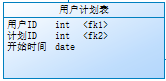 用户计划表
用户ID int <fk1>
计划ID int <fk2>
开始时间 date